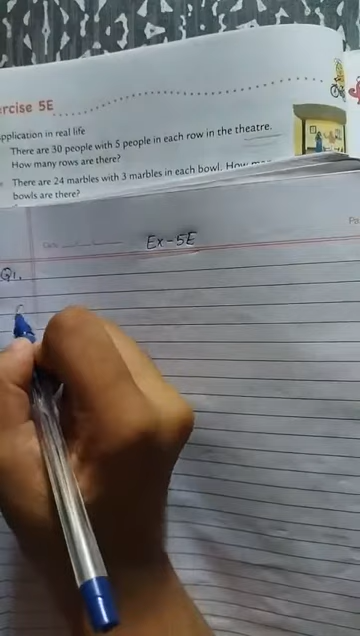 rcise 5E
pplication in real life
There are 30 people with 5 people in each row in the theatre.
How many rows are there?
There are 24 marbles with 3 marbles in each bowl. How
bowls are there?
Ex-5E
Q1.